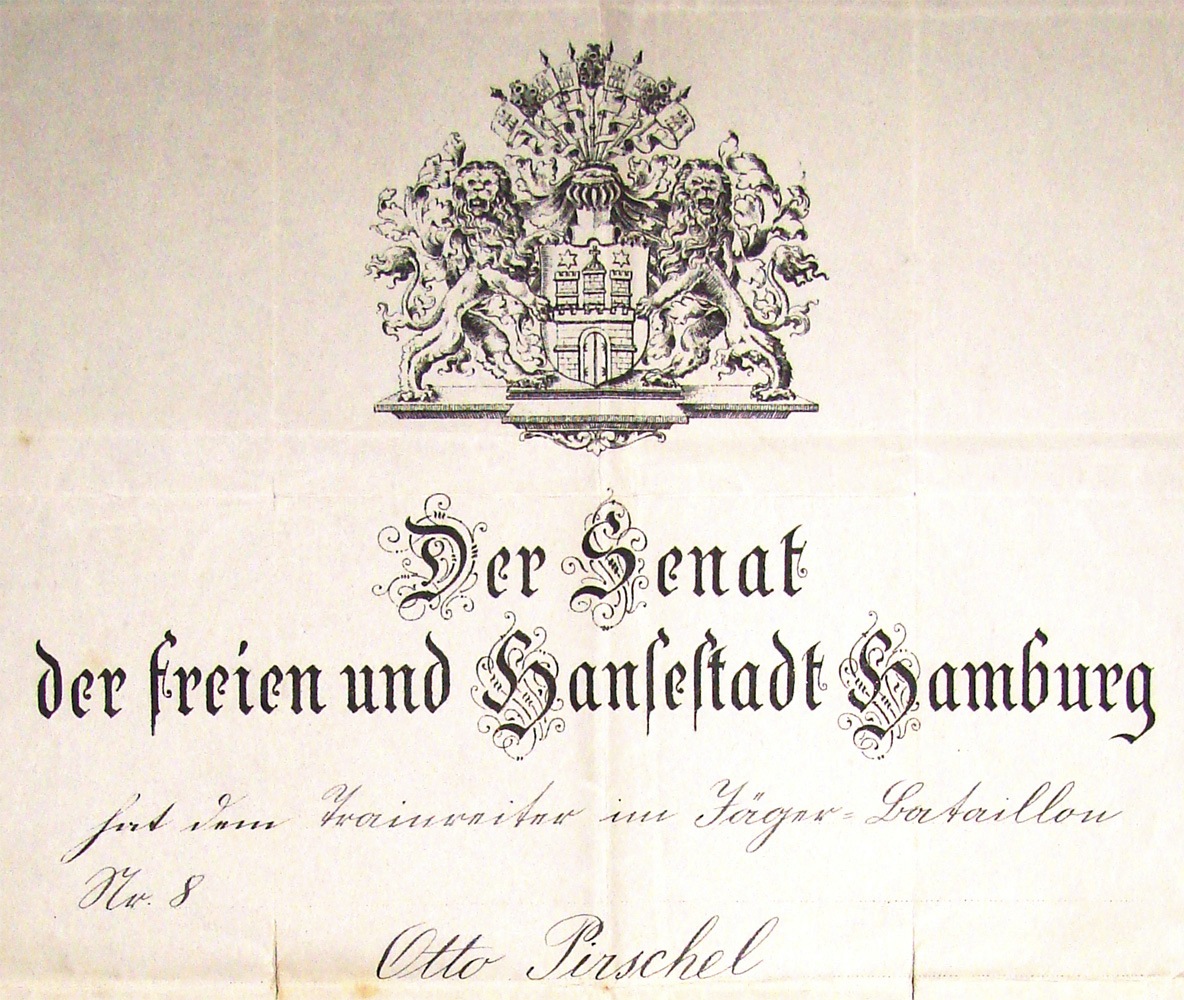 Der Senat
der freien und Hansestadt Hamburg
hat dem Trainreiter im Jäger-Bataillon
Nr. 8
Otto Pirschel